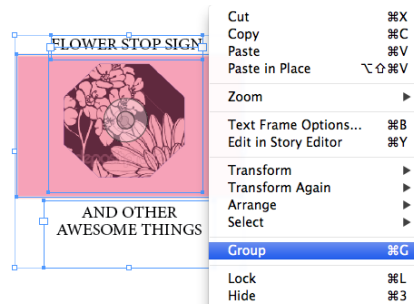 FLOWER STOP SIGN
AND OTHER
AWESOME THINGS
Cut ⌘X
Copy ⌘C
Paste ⌘V
Paste in Place ⌥⇧⌘V
Zoom ▶
Text Frame Options... ⌘B
Edit in Story Editor ⌘Y
Transform ▶
Transform Again ▶
Arrange ▶
Select ▶
Group ⌘G
Lock ⌘L
Hide ⌘3